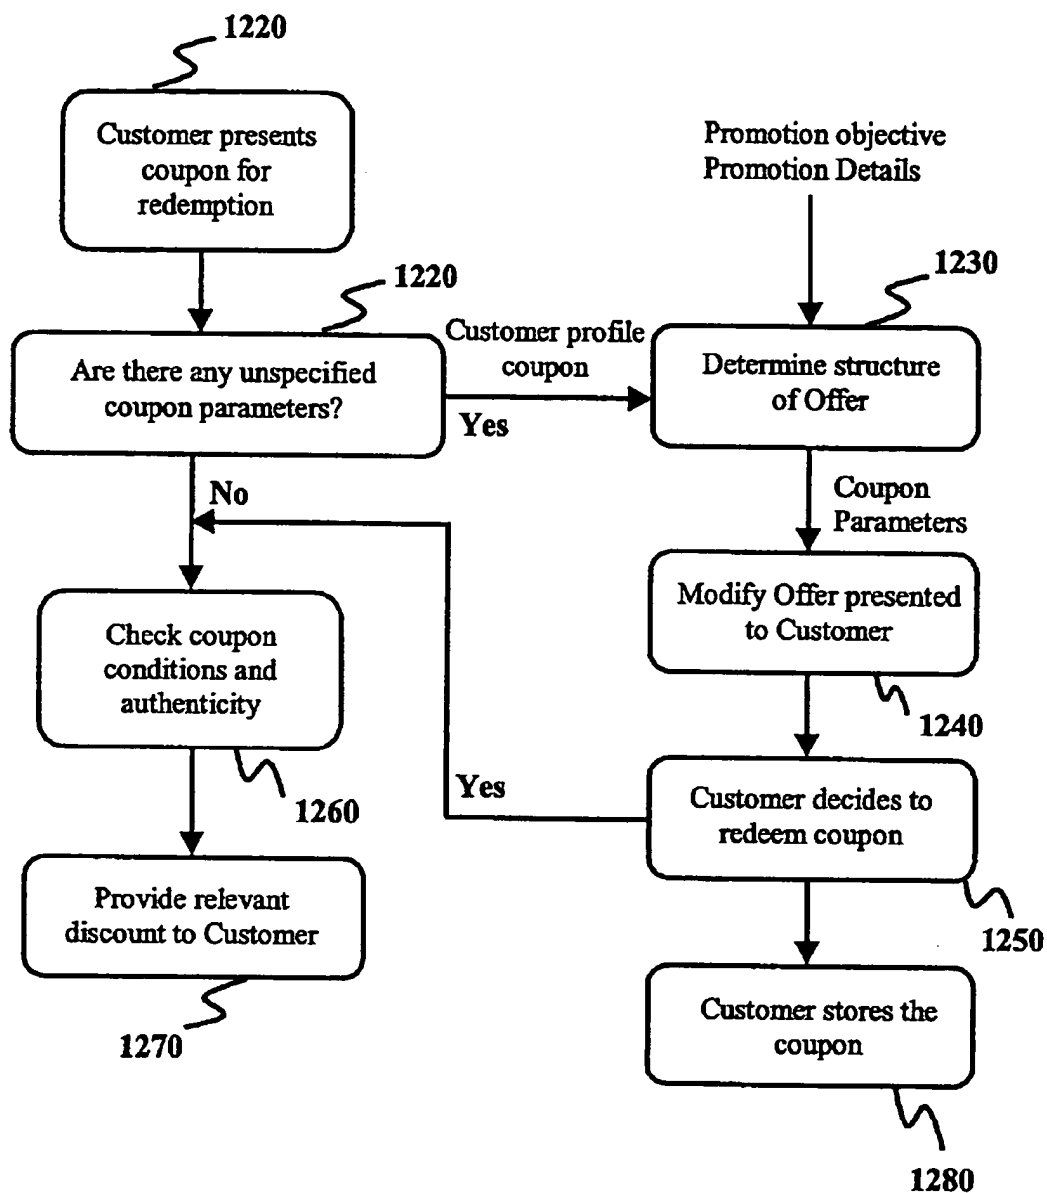 1220
Customer presents
coupon for
redemption
1220
Are there any unspecified
coupon parameters?
Customer profile
coupon
Yes
Promotion objective
Promotion Details
1230
Determine structure
of Offer
Coupon
Parameters
Modify Offer presented
to Customer
1240
No
Check coupon
conditions and
authenticity
1260
Yes
Customer decides to
redeem coupon
1250
Provide relevant
discount to Customer
1270
Customer stores the
coupon
1280